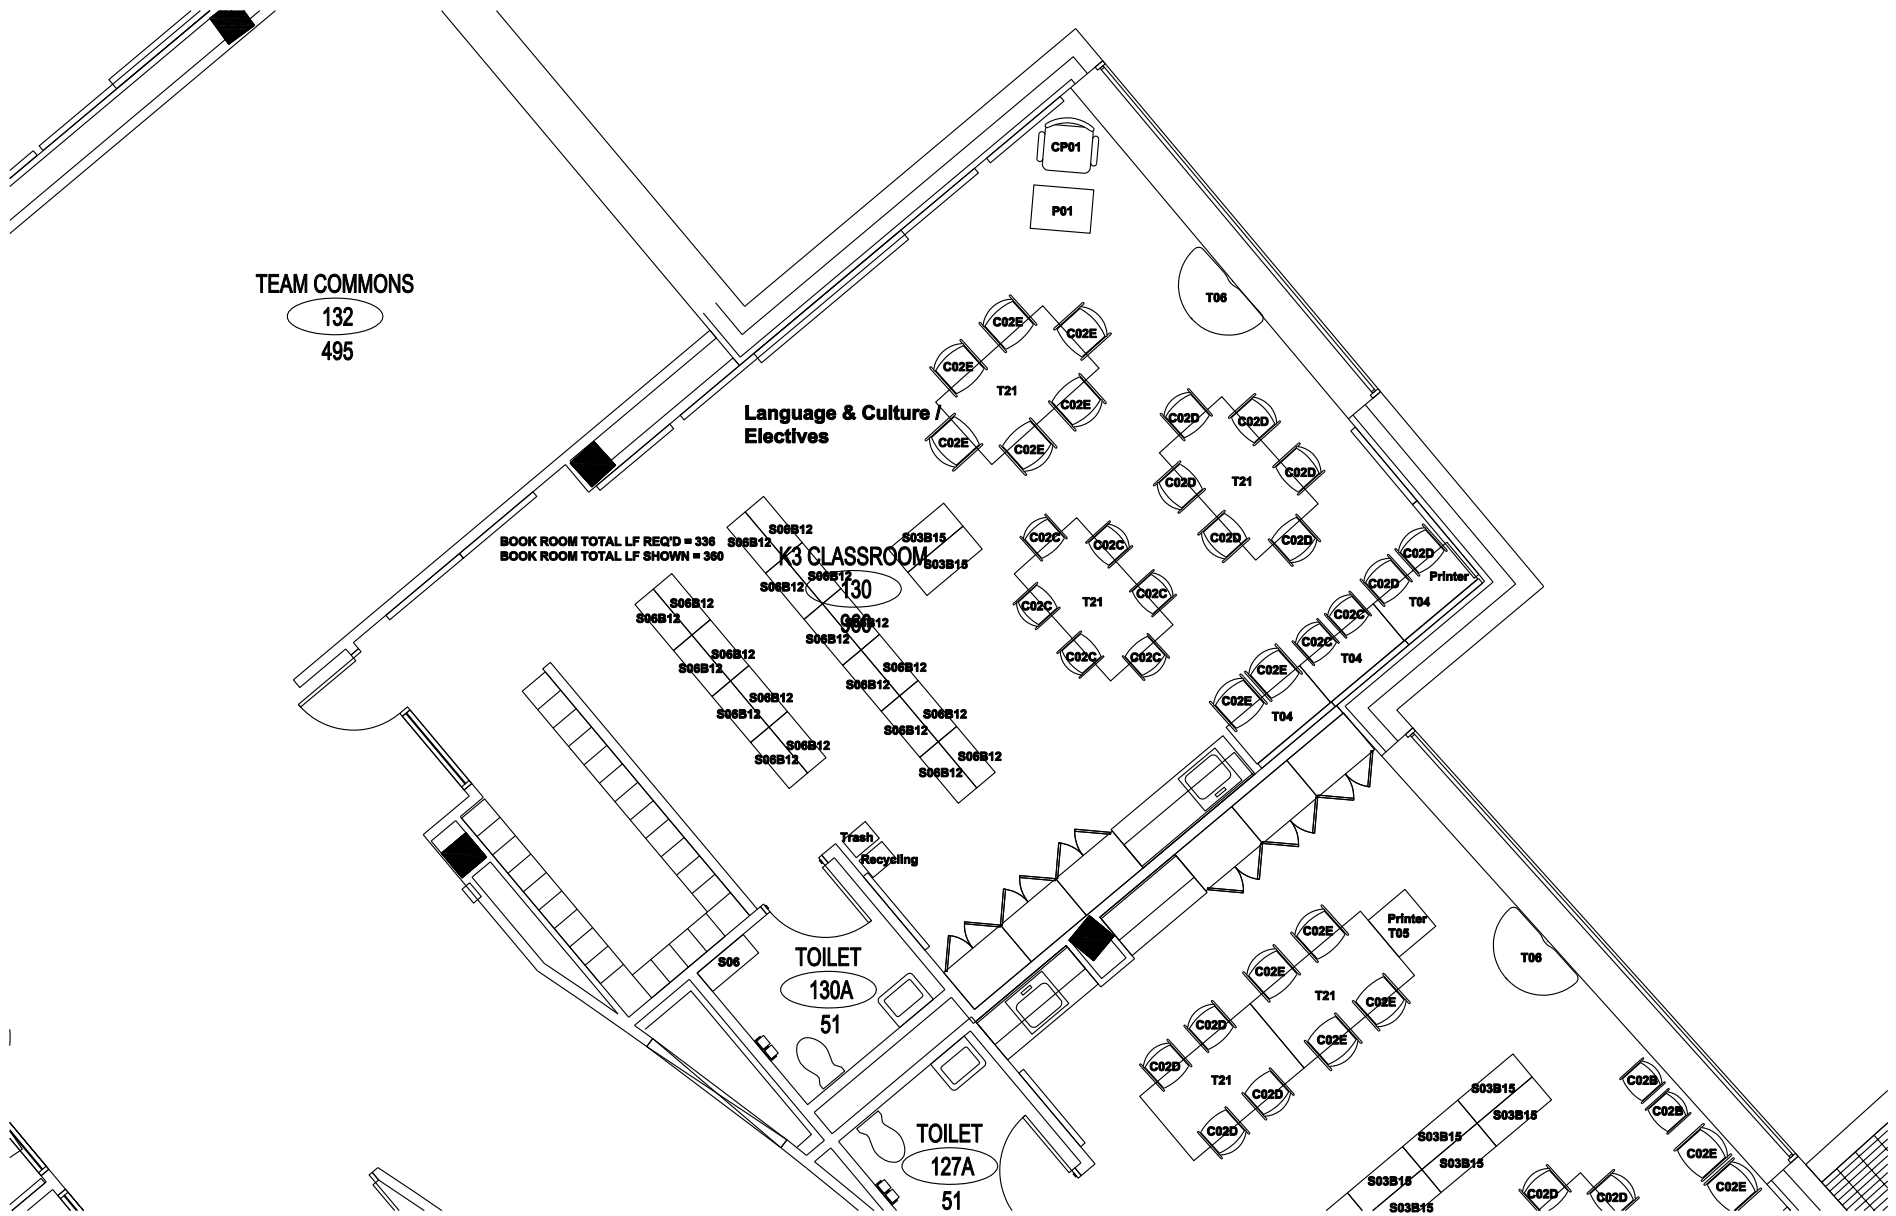 CP01
P01
T06
TEAM COMMONS
132
495
C02E
C02E
C02E
T21
C02E
C02E
C02E
Language & Culture /
Electives
C02D
C02D
C02D
T21
C02D
C02D
C02D
BOOK ROOM TOTAL LF REQ'D = 336
BOOK ROOM TOTAL LF SHOWN = 360
S06B12
S06B12
S06B12
S06B12
S06B12
S06B12
S06B12
S06B12
S06B12
S06B12
S06B12
S06B12
K3 CLASSROOM
130
S03B15
S03B15
S06B12
S06B12
S06B12
S06B12
S06B12
S06B12
S06B12
S06B12
C02C
C02C
C02C
T21
C02C
C02C
C02C
C02D
C02D
Printer
T04
C02C
C02C
T04
C02E
C02E
T04
Trash
Recycling
S06
TOILET
130A
51
Printer
T05
C02E
C02E
T21
C02E
C02E
T06
C02D
C02D
T21
C02D
C02D
TOILET
127A
51
S03B15
S03B15
S03B15
S03B15
S03B15
S03B15
C02B
C02B
C02E
C02E
C02D
C02D